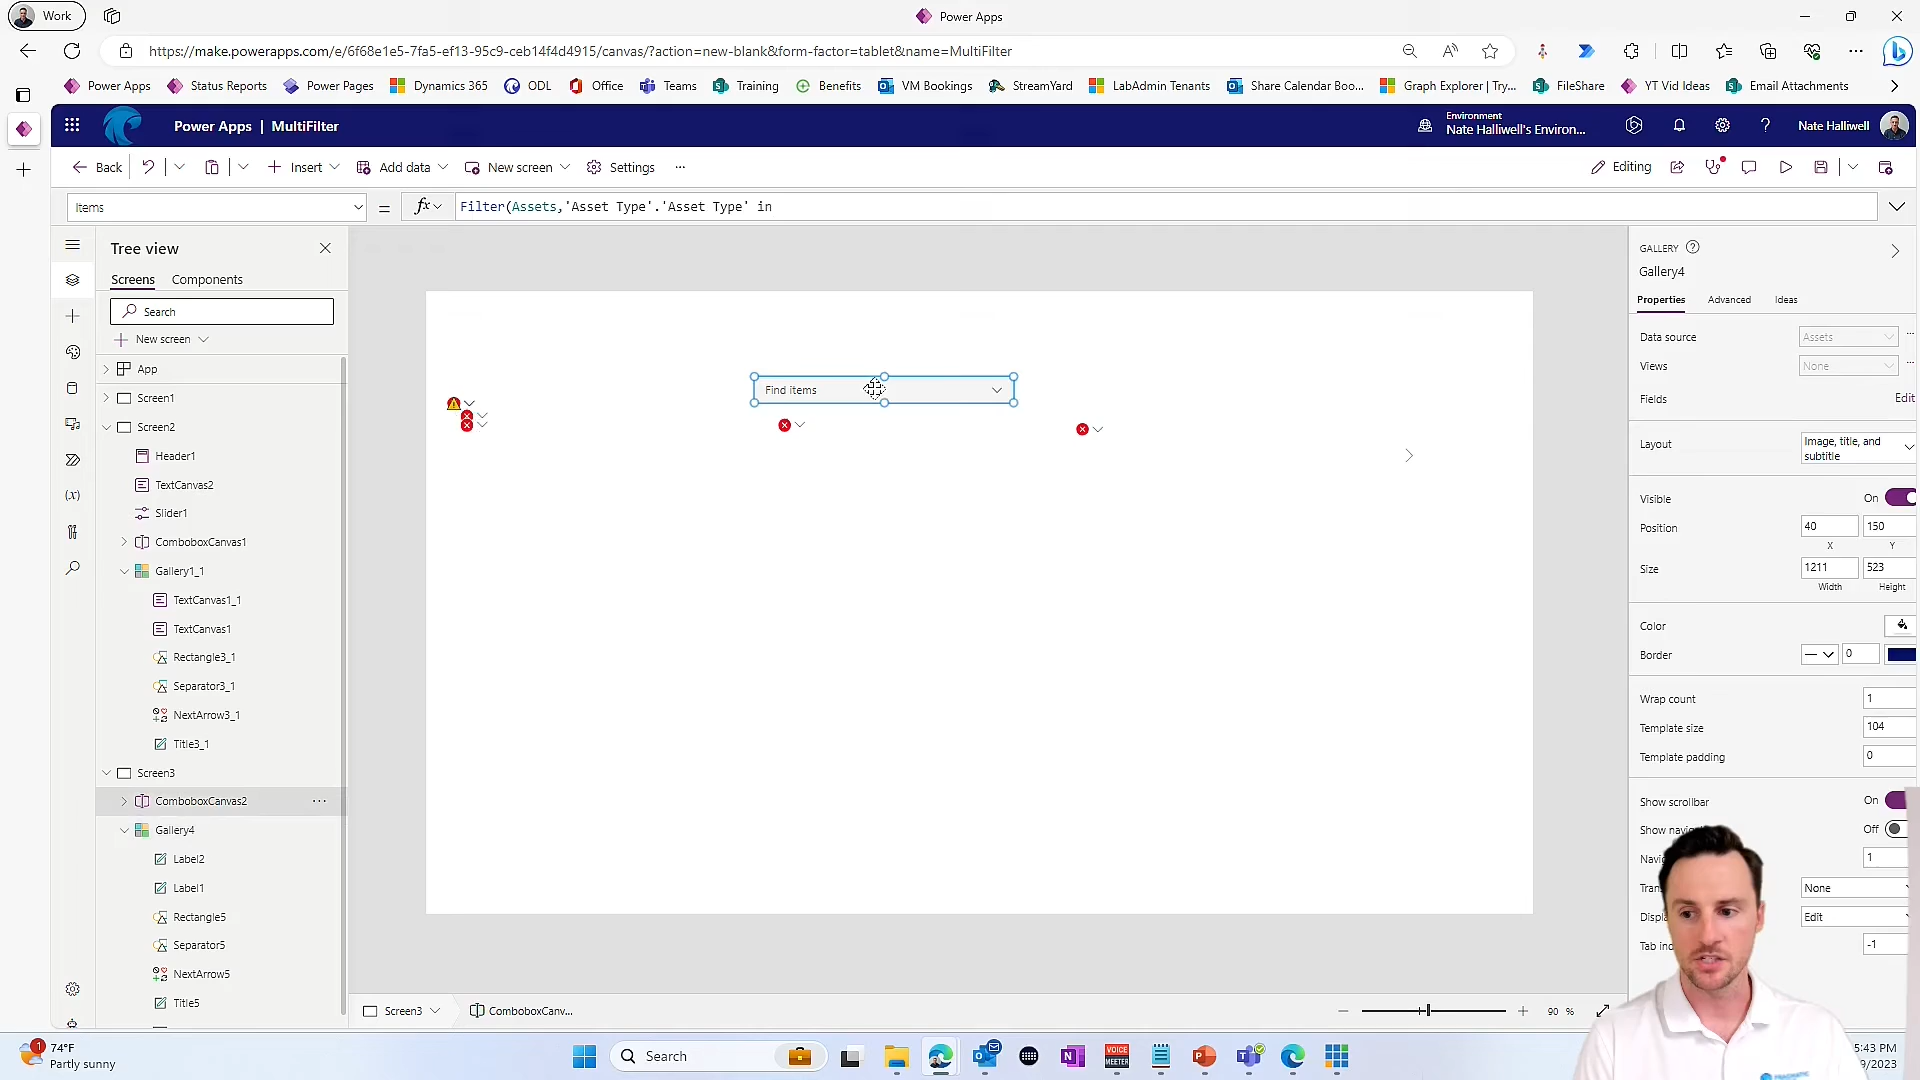 Work
Power Apps
https://make.powerapps.com/e/6f68e1e5-7fa5-ef13-95c9-ceb14f4d4915/canvas/?action=new-blank&form-factor=tablet&name=MultiFilter
Power Apps Status Reports Power Pages Dynamics 365 ODL Office Teams Training Benefits VM Bookings StreamYard LabAdmin Tenants Share Calendar Boo... Graph Explorer | Try... FileShare YT Vid Ideas Email Attachments
Power Apps | MultiFilter
Environment
Nate Halliwell's Environ...
Nate Halliwell
Back Insert Add data New screen Settings ... Editing
Items = fx Filter(Assets,'Asset Type'.'Asset Type' in
Tree view
Screens Components
Search
New screen
App
Screen1
Screen2
Header1
TextCanvas2
Slider1
ComboboxCanvas1
Gallery1_1
TextCanvas1_1
TextCanvas1
Rectangle3_1
Separator3_1
NextArrow3_1
Title3_1
Screen3
ComboboxCanvas2 ...
Gallery4
Label2
Label1
Rectangle5
Separator5
NextArrow5
Title5
Find items
GALLERY
Gallery4
Properties Advanced Ideas
Data source Assets
Views None
Fields Edit
Layout Image, title, and subtitle
Visible On
Position 40 150
X Y
Size 1211 523
Width Height
Color
Border 0
Wrap count 1
Template size 104
Template padding 0
Show scrollbar On
Off
1
None
Edit
-1
Screen3 ComboboxCanv...
90 %
1
74°F
Partly sunny
Search
VOICE MEETER
5:43 PM
9/2023